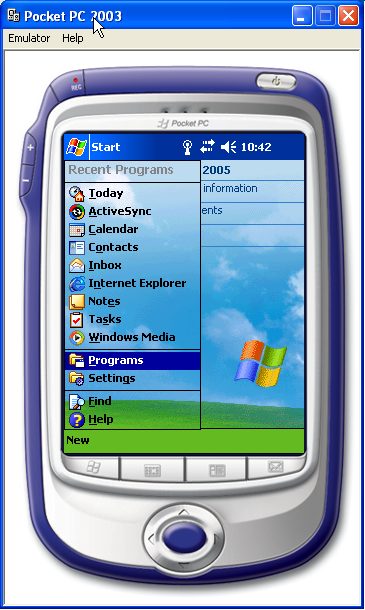 Pocket PC 2003
Emulator Help
REC
Pocket PC
Start 10:42
Recent Programs 2005
Today
information
ActiveSync
ents
Calendar
Contacts
Inbox
Internet Explorer
Notes
Tasks
Windows Media
Programs
Settings
Find
Help
New